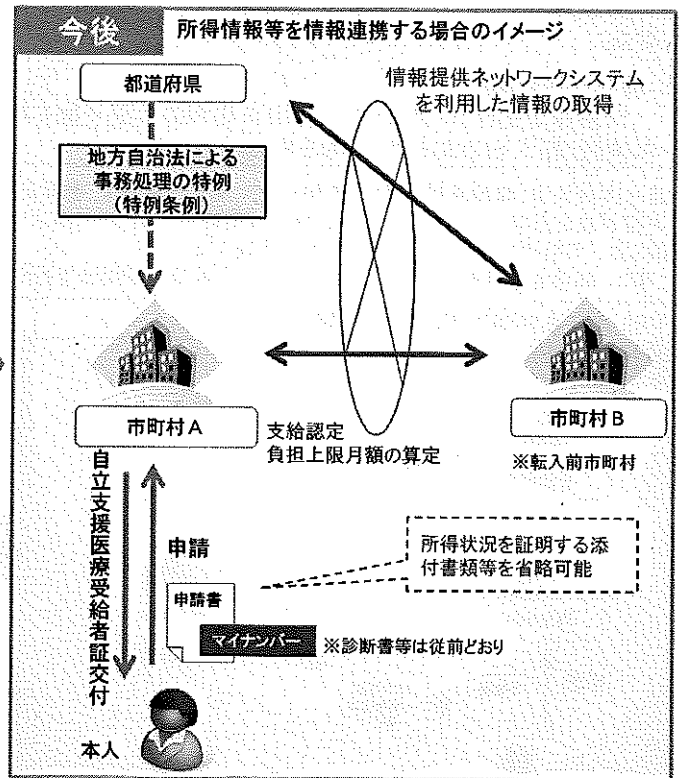 今後
所得情報等を情報連携する場合のイメージ
都道府県
情報提供ネットワークシステム
を利用した情報の取得
地方自治法による
事務処理の特例
(特例条例)
市町村A
支給認定
負担上限月額の算定
市町村B
※転入前市町村
自立支援医療受給者証交付
申請
所得状況を証明する添
付書類等を省略可能
申請書
マイナンバー
※診断書等は従前どおり
本人